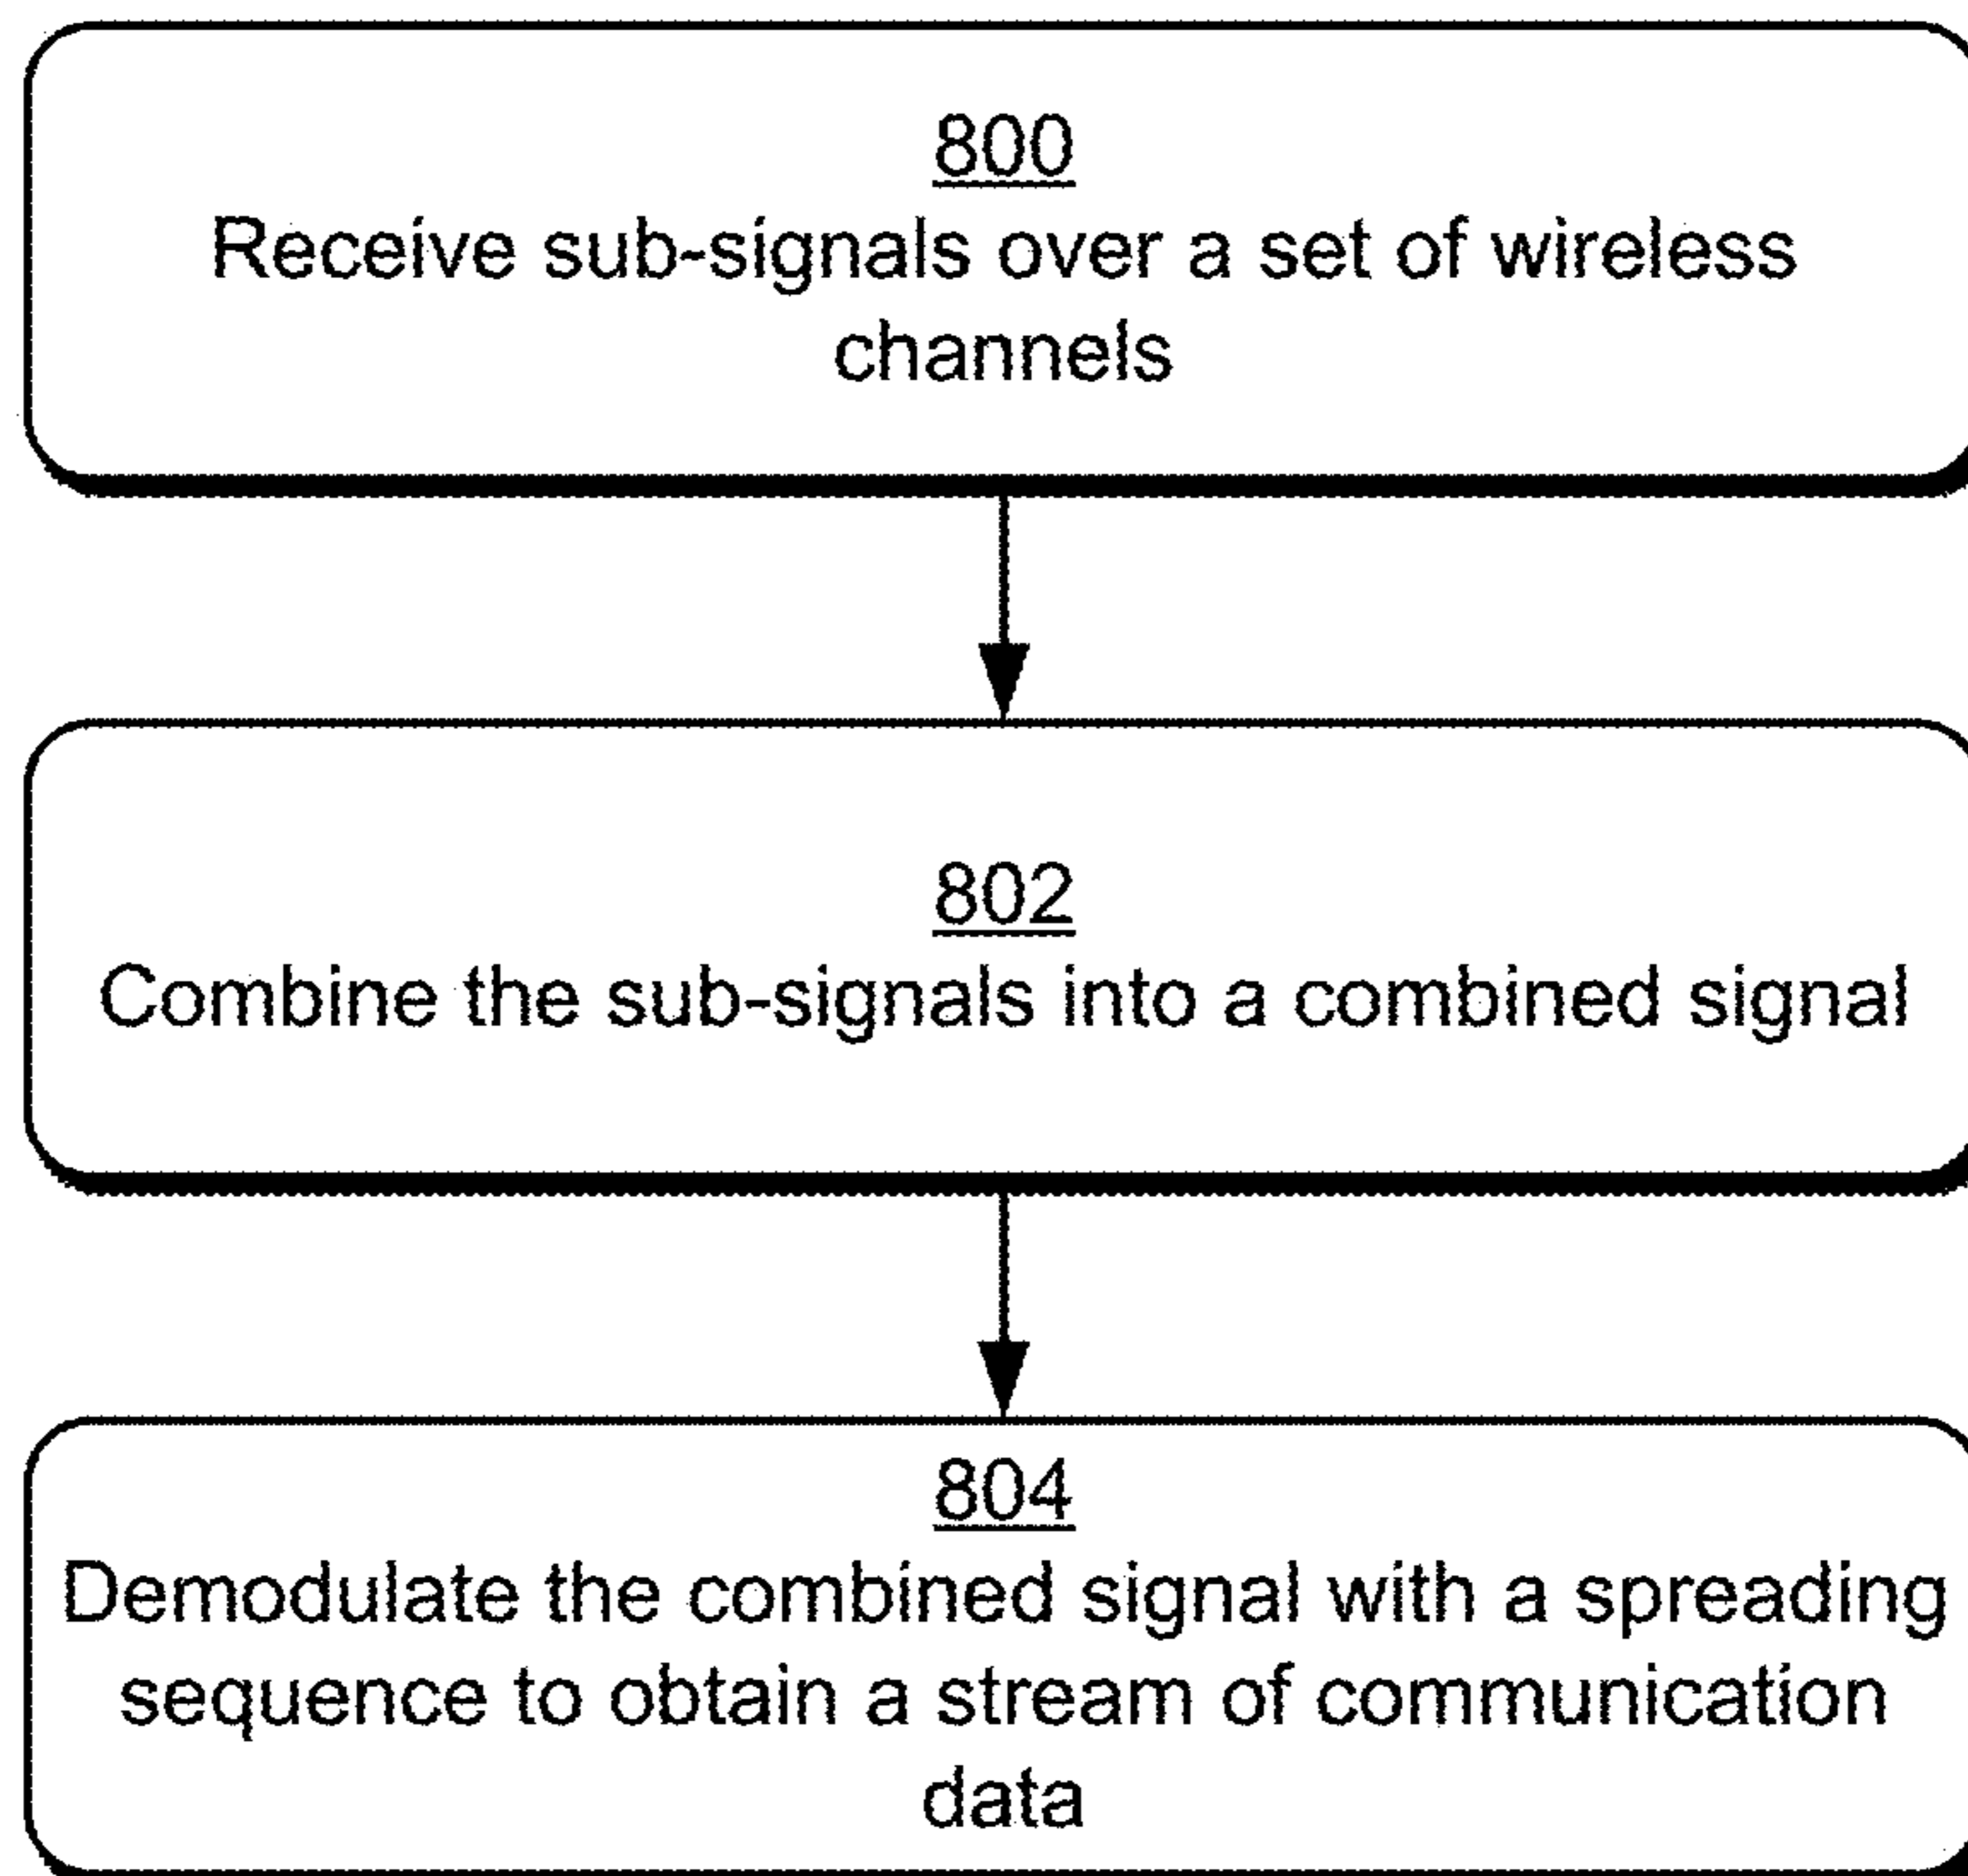 800
Receive sub-signals over a set of wireless
channels
802
Combine the sub-signals into a combined signal
804
Demodulate the combined signal with a spreading
sequence to obtain a stream of communication
data